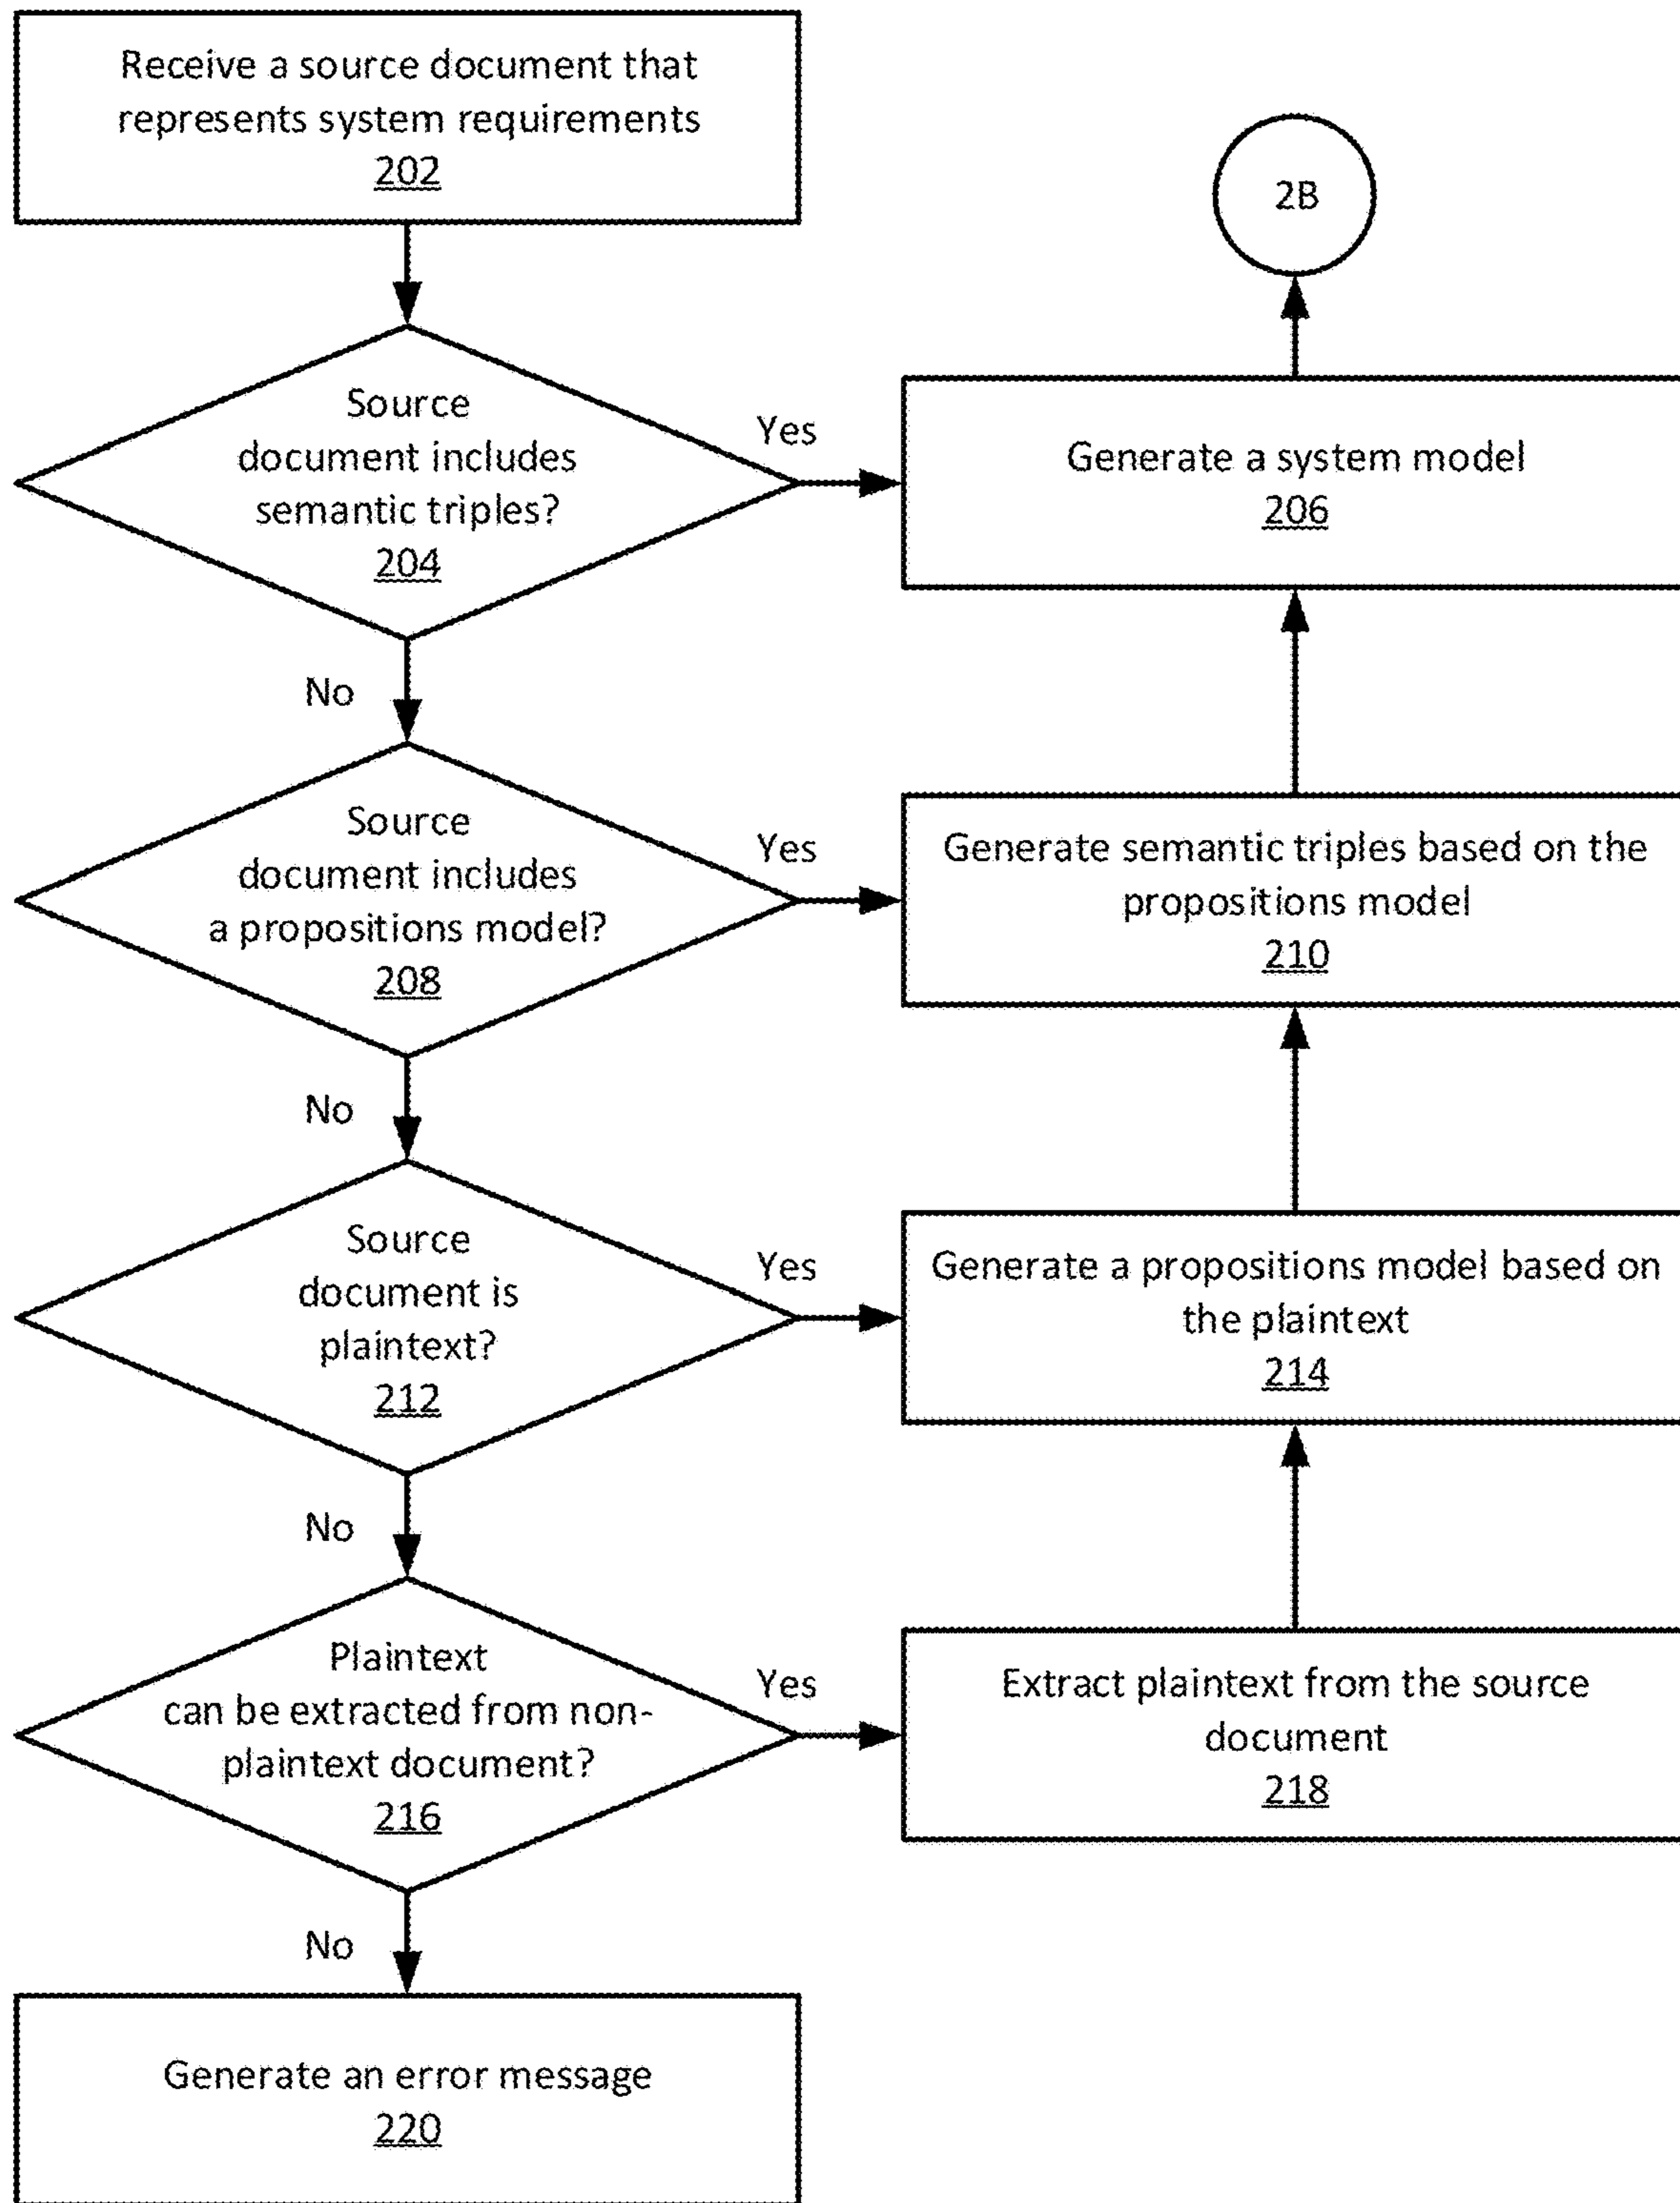 Receive a source document that
represents system requirements
202
2B
Source
document includes
semantic triples?
204
Yes
Generate a system model
206
No
Source
document includes
a propositions model?
208
Yes
Generate semantic triples based on the
propositions model
210
No
Source
document is
plaintext?
212
Yes
Generate a propositions model based on
the plaintext
214
No
Plaintext
can be extracted from non-
plaintext document?
216
Yes
Extract plaintext from the source
document
218
No
Generate an error message
220